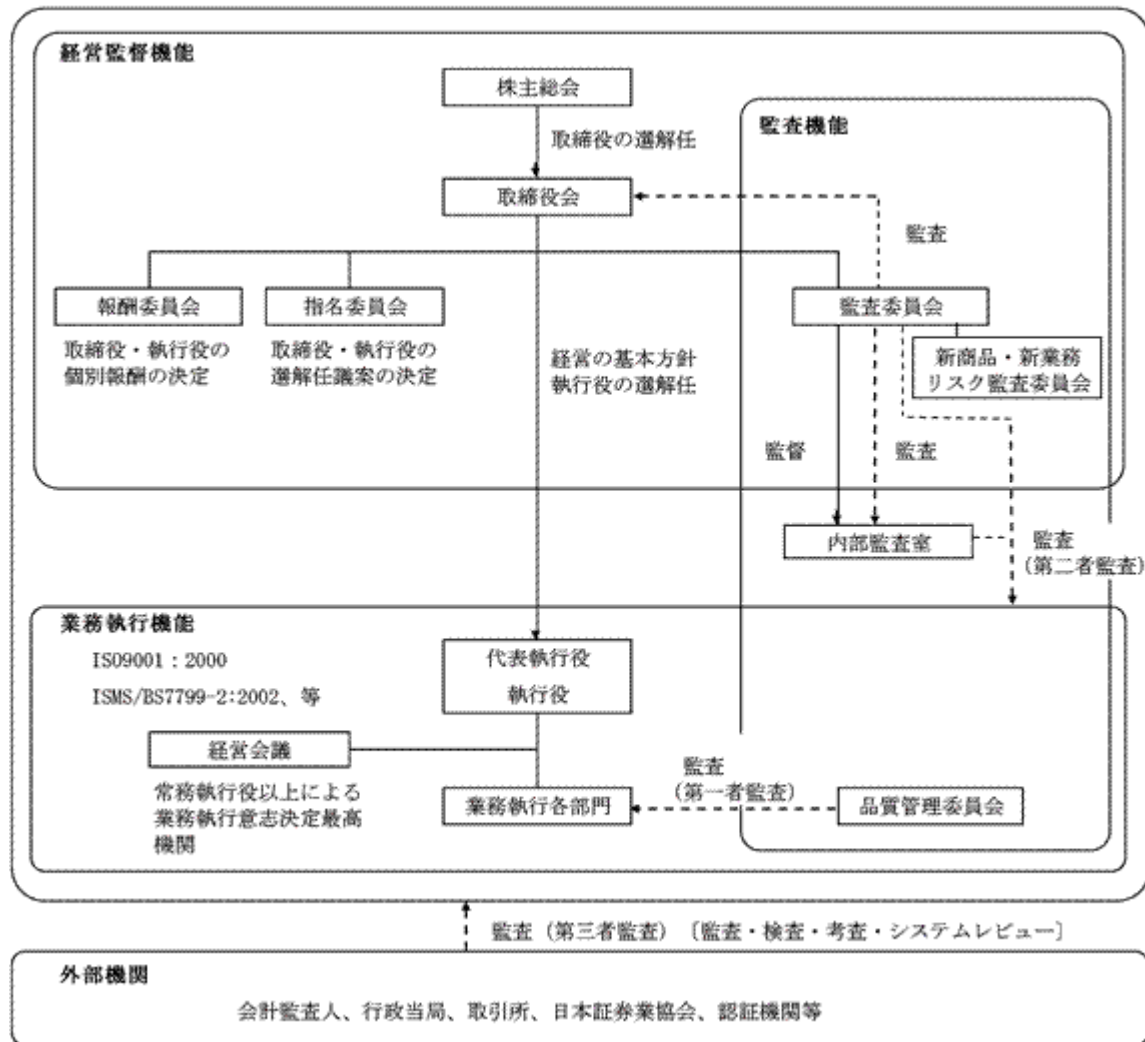 経営監督機能
株主総会
監査機能
取締役の選解任
取締役会
監査
報酬委員会
指名委員会
監査委員会
取締役・執行役の
個別報酬の決定
取締役・執行役の
選解任議案の決定
経営の基本方針
執行役の選解任
新商品・新業務
リスク監査委員会
監督
監査
内部監査室
監査
(第二者監査)
業務執行機能
ISO9001：2000
ISMS/BS7799-2:2002、等
代表執行役
執行役
経営会議
常務執行役以上による
業務執行意志決定最高
機関
業務執行各部門
監査
(第一者監査)
品質管理委員会
監査（第三者監査）〔監査・検査・考査・システムレビュー〕
外部機関
会計監査人、行政当局、取引所、日本証券業協会、認証機関等